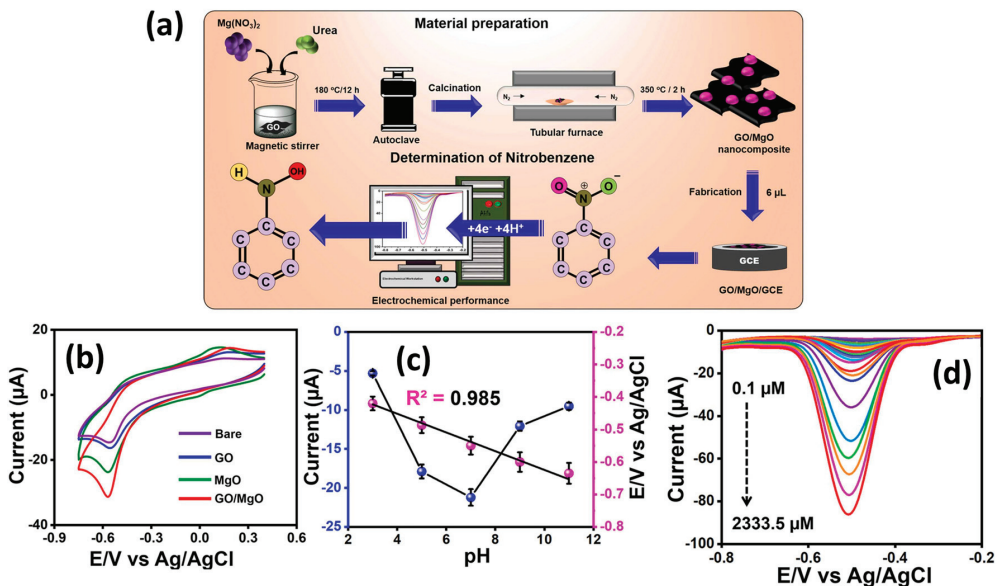 (a)
Material preparation
Mg(NO₃)₂
Urea
GO
Magnetic stirrer
180 ºC/12 h
Autoclave
Calcination
N₂
N₂
Tubular furnace
350 ºC / 2 h
GO/MgO
nanocomposite
Determination of Nitrobenzene
H
OH
N
C
C
C
C
C
C
Electrochemical Workstation
Electrochemical performance
+4e⁻ +4H⁺
O
O
⊕
−
N
C
C
C
C
C
C
Fabrication
6 µL
GCE
GO/MgO/GCE
(b)
Current (µA)
20
0
-20
-40
Bare
GO
MgO
GO/MgO
-0.9
-0.6
-0.3
0.0
0.3
0.6
E/V vs Ag/AgCl
(c)
Current (µA)
0
-5
-10
-15
-20
-25
R² = 0.985
2
4
6
8
10
12
pH
-0.2
-0.3
-0.4
-0.5
-0.6
-0.7
-0.8
E/V vs Ag/AgCl
(d)
Current (µA)
0
-20
-40
-60
-80
-100
0.1 µM
2333.5 µM
-0.8
-0.6
-0.4
-0.2
E/V vs Ag/AgCl